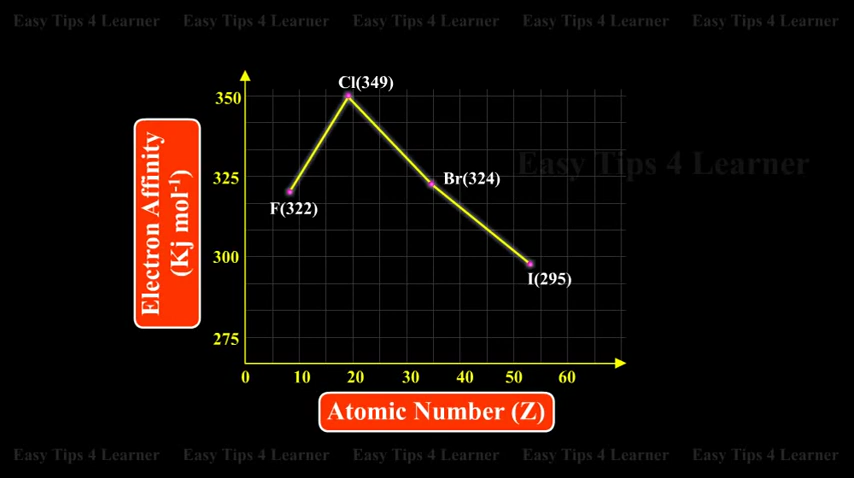 Easy Tips 4 Learner Easy Tips 4 Learner Easy Tips 4 Learner Easy Tips 4 Learner Easy Tips 4 Learner
Cl(349)
350
Easy Tips 4 Learner
325
Br(324)
F(322)
Electron Affinity
(Kj mol⁻¹)
300
I(295)
275
0 10 20 30 40 50 60
Atomic Number (Z)
Easy Tips 4 Learner Easy Tips 4 Learner Easy Tips 4 Learner Easy Tips 4 Learner Easy Tips 4 Learner